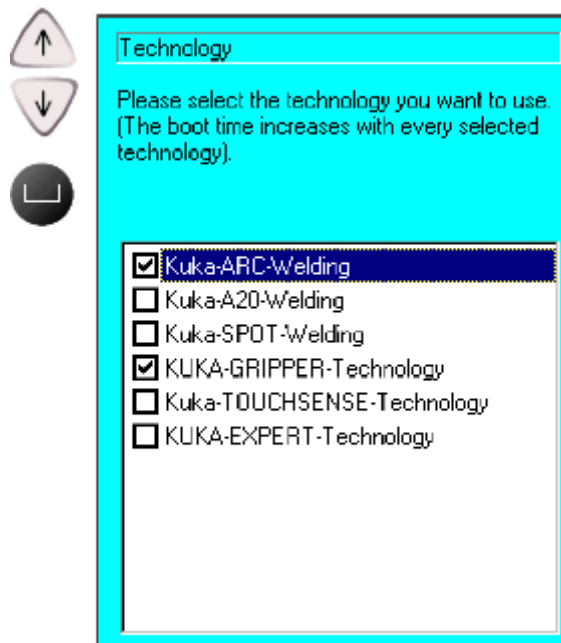 Technology
Please select the technology you want to use.
(The boot time increases with every selected
technology).
Kuka-ARC-Welding
Kuka-A20-Welding
Kuka-SPOT-Welding
KUKA-GRIPPER-Technology
Kuka-TOUCHSENSE-Technology
KUKA-EXPERT-Technology